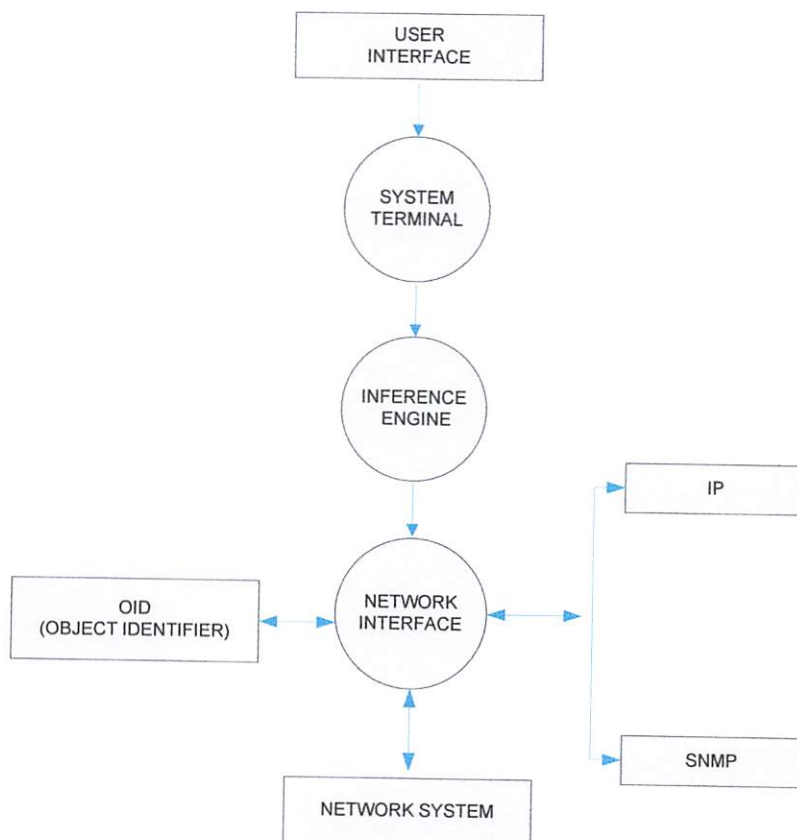 USER
INTERFACE
SYSTEM
TERMINAL
INFERENCE
ENGINE
IP
OID
(OBJECT IDENTIFIER)
NETWORK
INTERFACE
SNMP
NETWORK SYSTEM